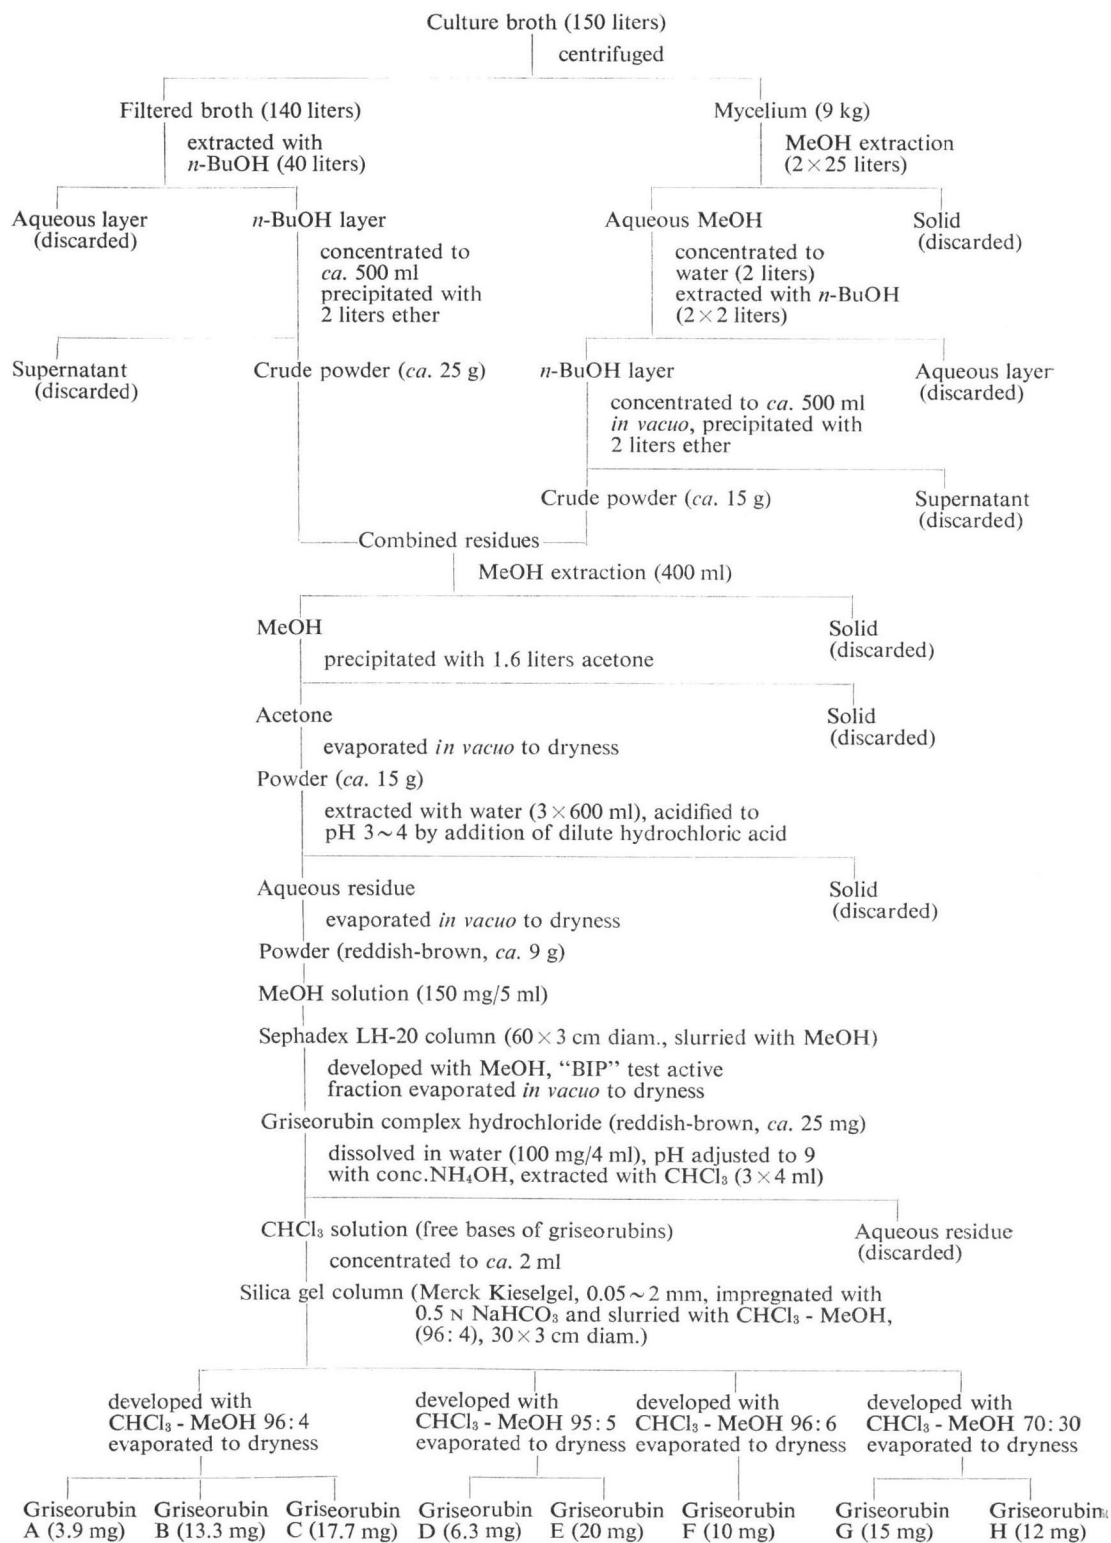 Culture broth (150 liters)
centrifuged
Filtered broth (140 liters)
Mycelium (9 kg)
extracted with
n-BuOH (40 liters)
MeOH extraction
(2×25 liters)
Aqueous layer
(discarded)
n-BuOH layer
Aqueous MeOH
Solid
(discarded)
concentrated to
ca. 500 ml
precipitated with
2 liters ether
concentrated to
water (2 liters)
extracted with n-BuOH
(2×2 liters)
Supernatant
(discarded)
Crude powder (ca. 25 g)
n-BuOH layer
Aqueous layer
(discarded)
concentrated to ca. 500 ml
in vacuo, precipitated with
2 liters ether
Crude powder (ca. 15 g)
Supernatant
(discarded)
Combined residues
MeOH extraction (400 ml)
MeOH
Solid
(discarded)
precipitated with 1.6 liters acetone
Acetone
Solid
(discarded)
evaporated in vacuo to dryness
Powder (ca. 15 g)
extracted with water (3×600 ml), acidified to
pH 3~4 by addition of dilute hydrochloric acid
Aqueous residue
Solid
(discarded)
evaporated in vacuo to dryness
Powder (reddish-brown, ca. 9 g)
MeOH solution (150 mg/5 ml)
Sephadex LH-20 column (60×3 cm diam., slurried with MeOH)
developed with MeOH, “BIP” test active
fraction evaporated in vacuo to dryness
Griseorubin complex hydrochloride (reddish-brown, ca. 25 mg)
dissolved in water (100 mg/4 ml), pH adjusted to 9
with conc.NH₄OH, extracted with CHCl₃ (3×4 ml)
CHCl₃ solution (free bases of griseorubins)
Aqueous residue
(discarded)
concentrated to ca. 2 ml
Silica gel column (Merck Kieselgel, 0.05~2 mm, impregnated with
0.5 N NaHCO₃ and slurried with CHCl₃ - MeOH,
(96: 4), 30×3 cm diam.)
developed with
CHCl₃ - MeOH 96: 4
evaporated to dryness
developed with
CHCl₃ - MeOH 95: 5
evaporated to dryness
developed with
CHCl₃ - MeOH 96: 6
evaporated to dryness
developed with
CHCl₃ - MeOH 70: 30
evaporated to dryness
Griseorubin
A (3.9 mg)
Griseorubin
B (13.3 mg)
Griseorubin
C (17.7 mg)
Griseorubin
D (6.3 mg)
Griseorubin
E (20 mg)
Griseorubin
F (10 mg)
Griseorubin
G (15 mg)
Griseorubin
H (12 mg)